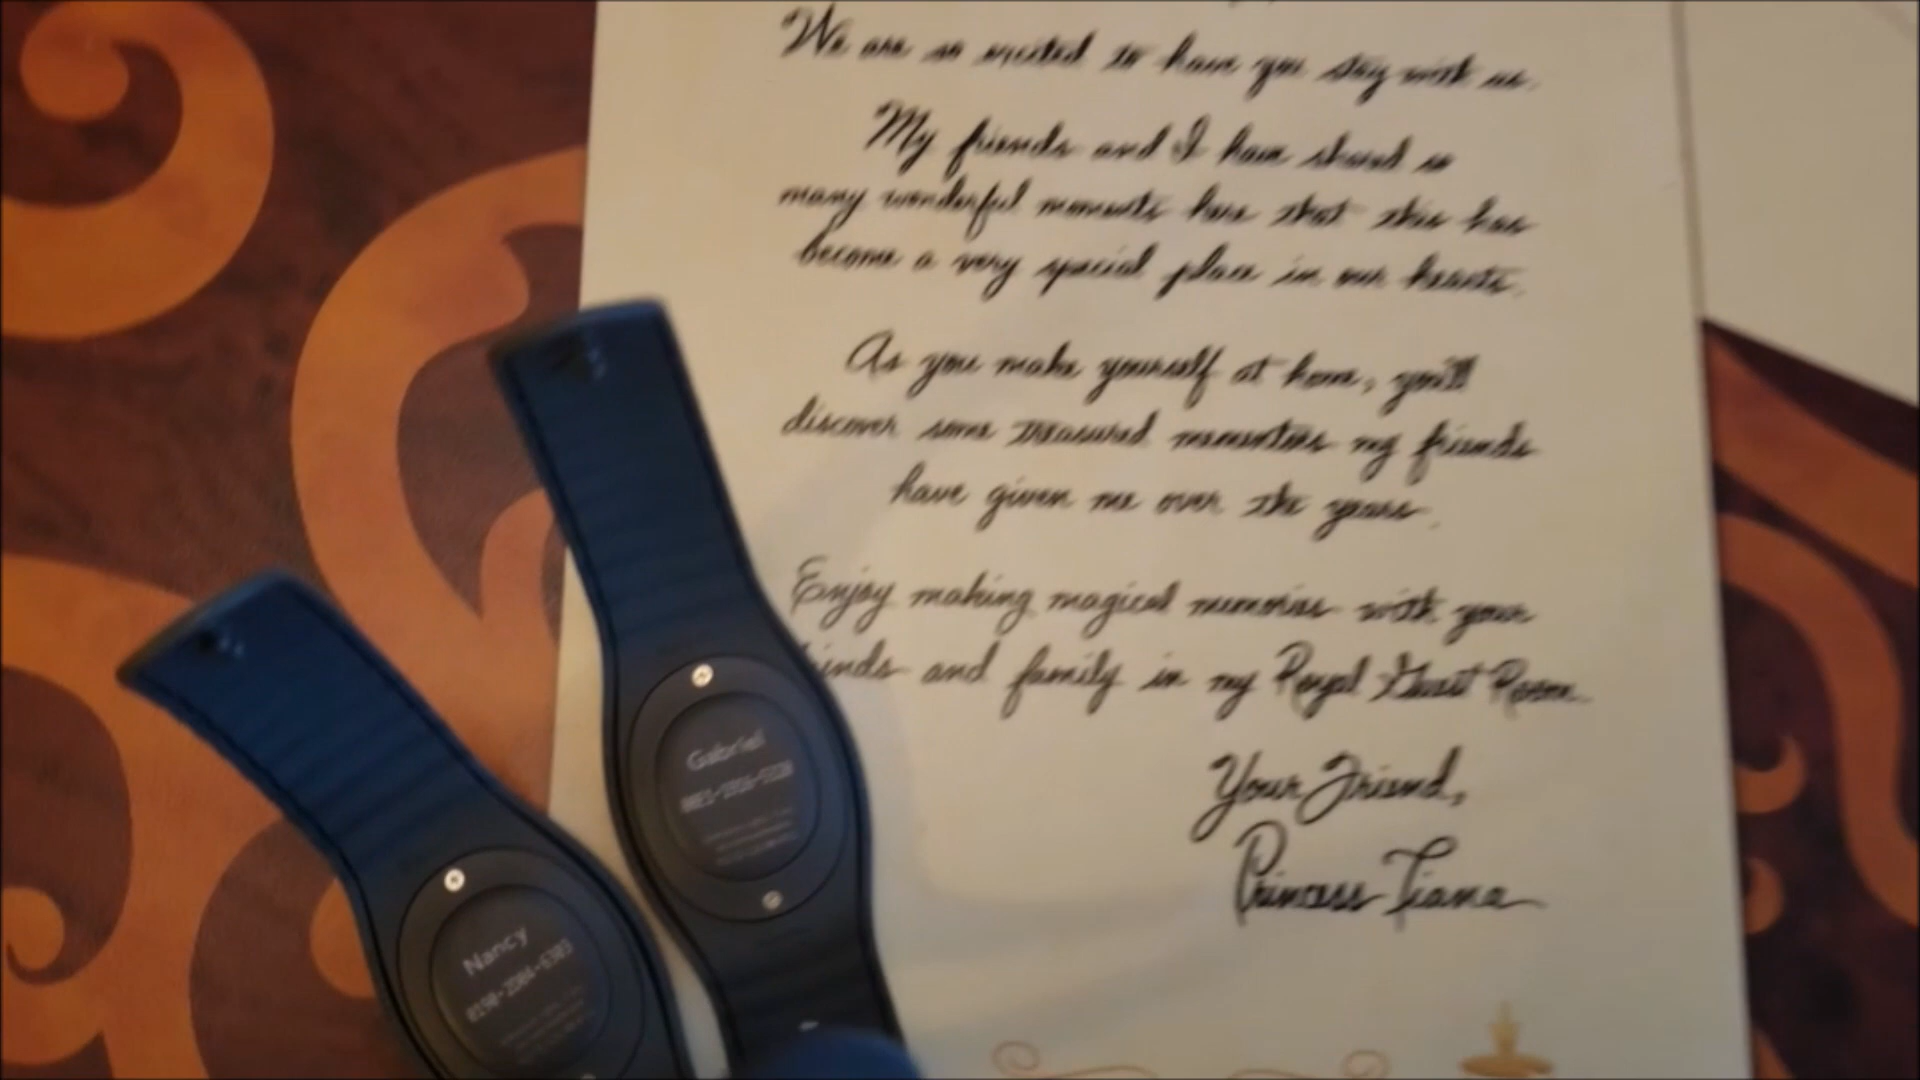 We are so excited to have you stay with us.
My friends and I have shared so
many wonderful moments here that this has
become a very special place in our hearts.
As you make yourself at home, you'll
discover some treasured mementos my friends
have given me over the years.
Enjoy making magical memories with your
friends and family in my Royal Guest Room.
Your Friend,
Princess Tiana
Gabriel
Nancy